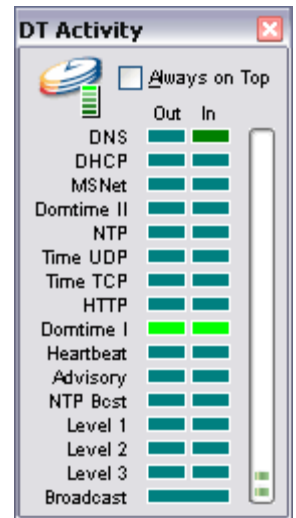 DT Activity
Always on Top
Out In
DNS
DHCP
MSNet
Domtime II
NTP
Time UDP
Time TCP
HTTP
Domtime I
Heartbeat
Advisory
NTP Bcst
Level 1
Level 2
Level 3
Broadcast